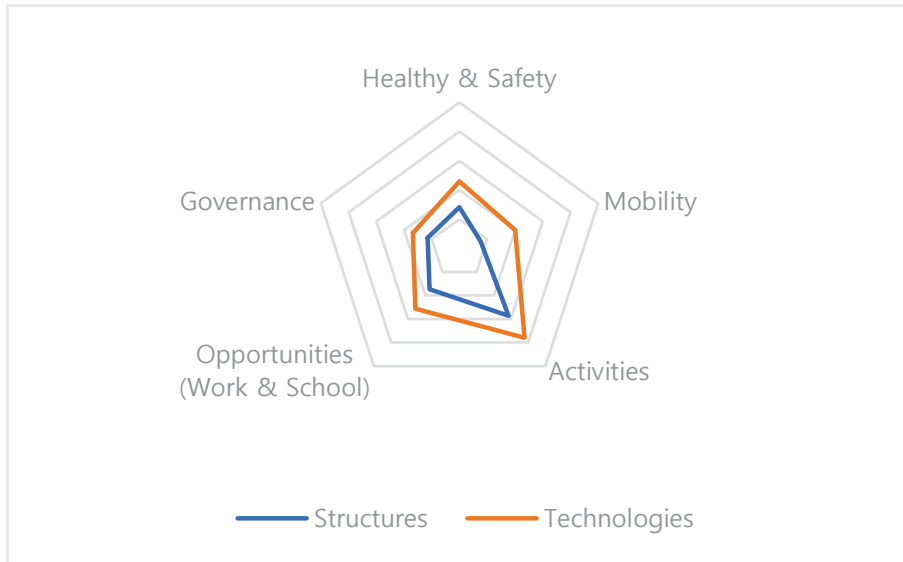 Healthy & Safety
Governance
Mobility
Opportunities
(Work & School)
Activities
Structures
Technologies